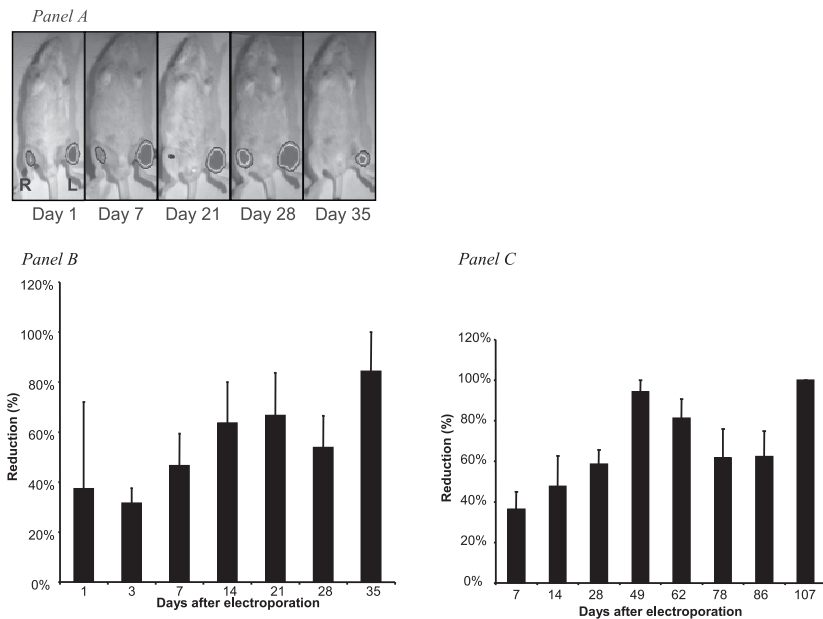 Panel A
R L
Day 1 Day 7 Day 21 Day 28 Day 35
Panel B
120%
100%
80%
60%
40%
20%
0%
Reduction (%)
1 3 7 14 21 28 35
Days after electroporation
Panel C
120%
100%
80%
60%
40%
20%
0%
Reduction (%)
7 14 28 49 62 78 86 107
Days after electroporation